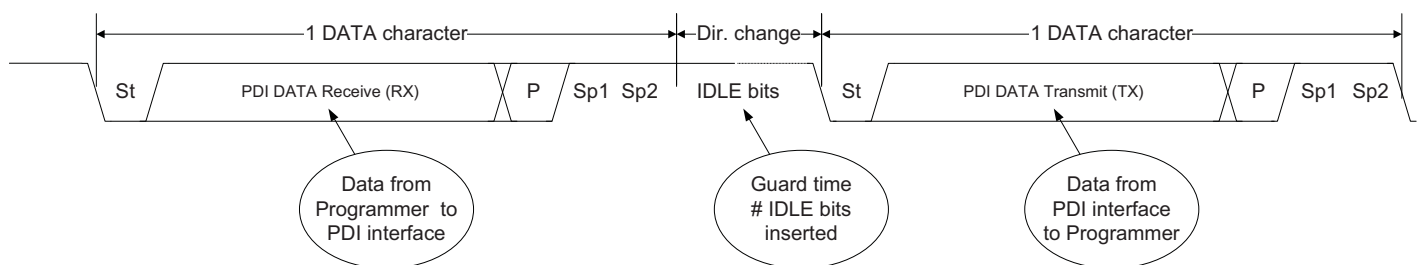 1 DATA character
Dir. change
1 DATA character
St
PDI DATA Receive (RX)
P
Sp1
Sp2
IDLE bits
St
PDI DATA Transmit (TX)
P
Sp1
Sp2
Data from
Programmer to
PDI interface
Guard time
# IDLE bits
inserted
Data from
PDI interface
to Programmer